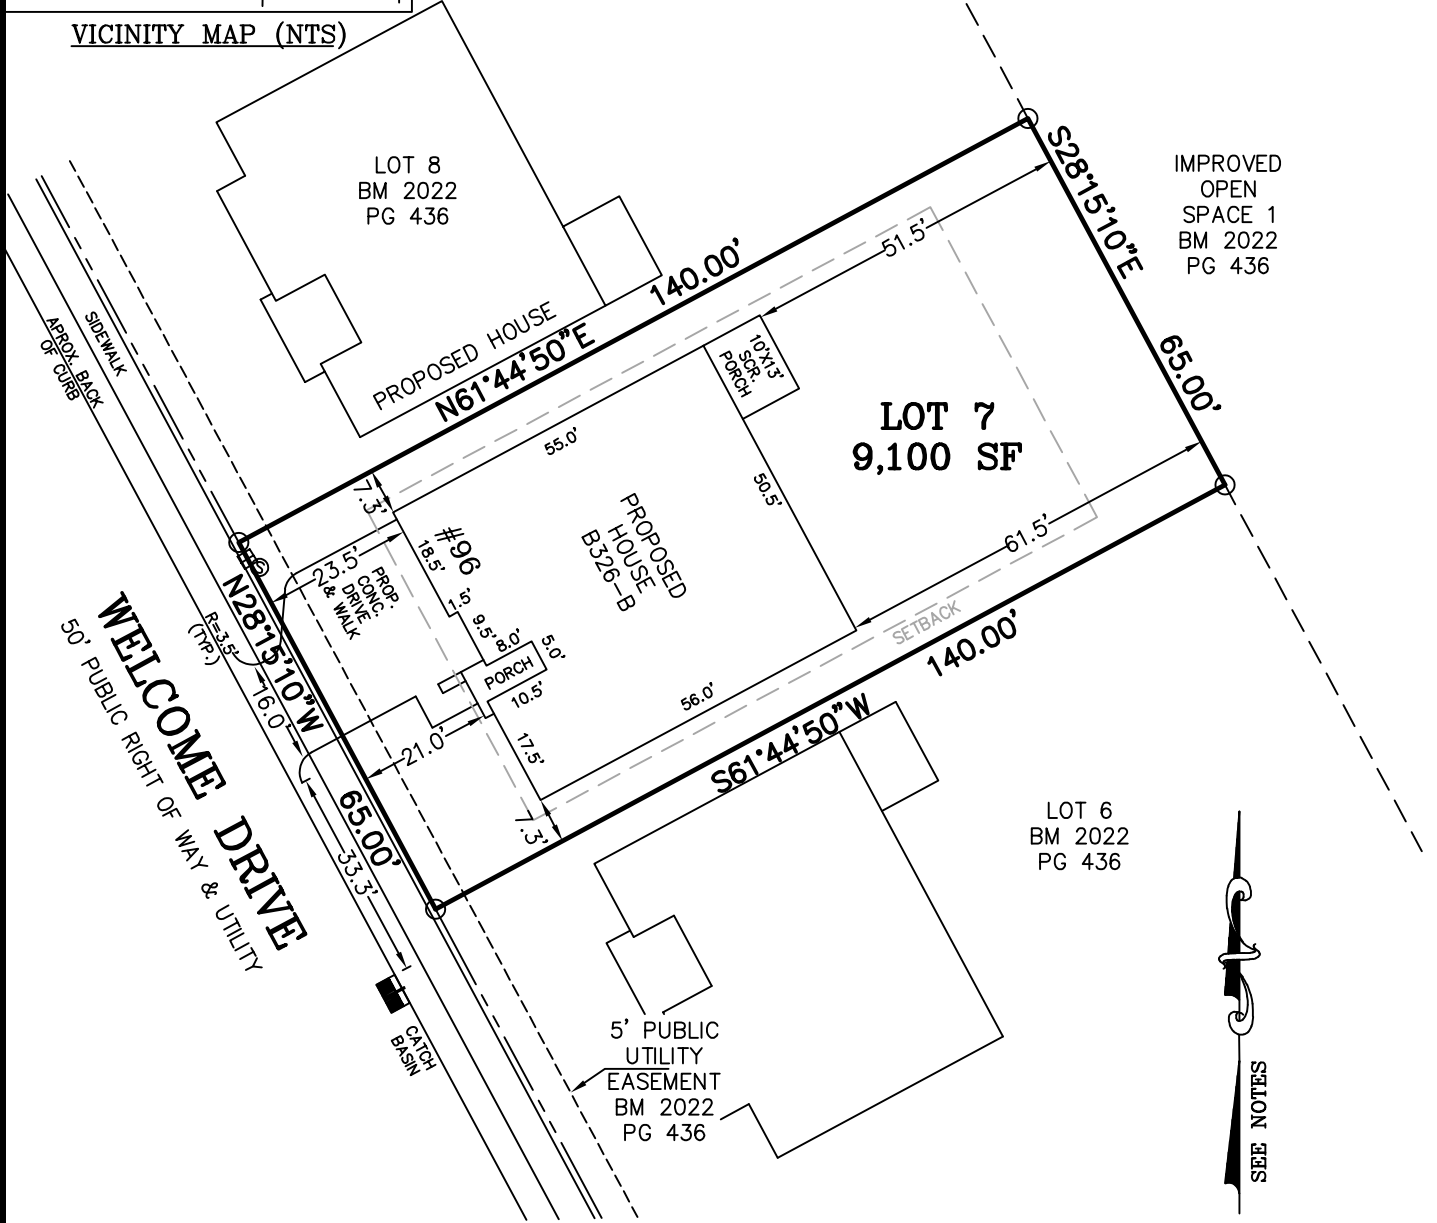 VICINITY MAP (NTS)
LOT 8
BM 2022
PG 436
IMPROVED
OPEN
SPACE 1
BM 2022
PG 436
S28°15'10"E
65.00'
140.00'
N61°44'50"E
PROPOSED HOUSE
51.5'
10'X13'
SCR.
PORCH
SIDEWALK
APROX. BACK
OF CURB
LOT 7
9,100 SF
55.0'
50.5'
7.3'
#96
18.5'
PROPOSED
HOUSE
B326-B
61.5'
23.5'
PROP.
CONC.
DRIVE
& WALK
1.5'
9.5'
8.0'
5.0'
PORCH
10.5'
SETBACK
140.00'
S61°44'50"W
N28°15'10"W
65.00'
R=3.5'
(TYP.)
16.0'
21.0'
56.0'
17.5'
7.3'
33.3'
WELCOME DRIVE
50' PUBLIC RIGHT OF WAY & UTILITY
CATCH
BASIN
LOT 6
BM 2022
PG 436
5' PUBLIC
UTILITY
EASEMENT
BM 2022
PG 436
SEE NOTES